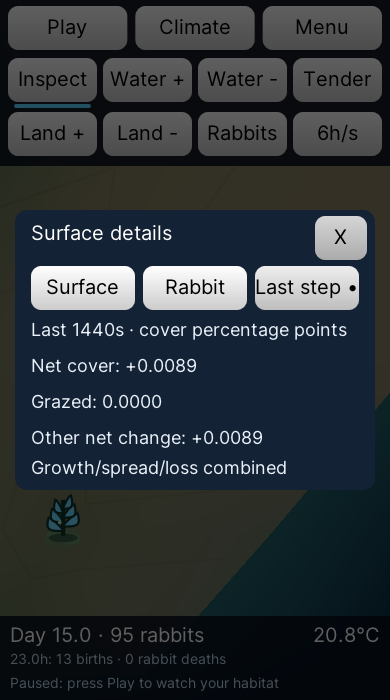 Play Climate Menu
Inspect Water + Water - Tender
Land + Land - Rabbits 6h/s
Surface details X
Surface Rabbit Last step •
Last 1440s · cover percentage points
Net cover: +0.0089
Grazed: 0.0000
Other net change: +0.0089
Growth/spread/loss combined
Day 15.0 · 95 rabbits 20.8°C
23.0h: 13 births · 0 rabbit deaths
Paused: press Play to watch your habitat